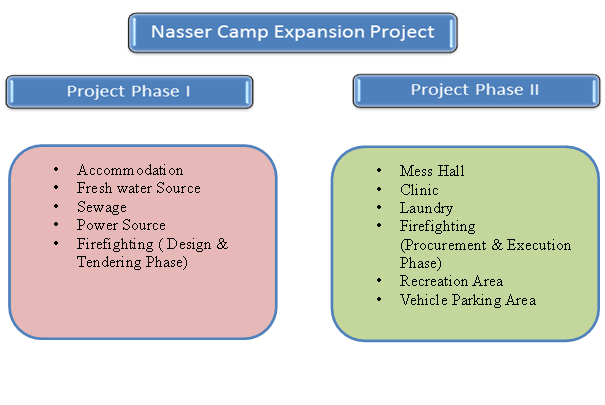 Nasser Camp Expansion Project
Project Phase I
Project Phase II
• Accommodation
• Fresh water Source
• Sewage
• Power Source
• Firefighting ( Design &
Tendering Phase)
• Mess Hall
• Clinic
• Laundry
• Firefighting
(Procurement & Execution
Phase)
• Recreation Area
• Vehicle Parking Area